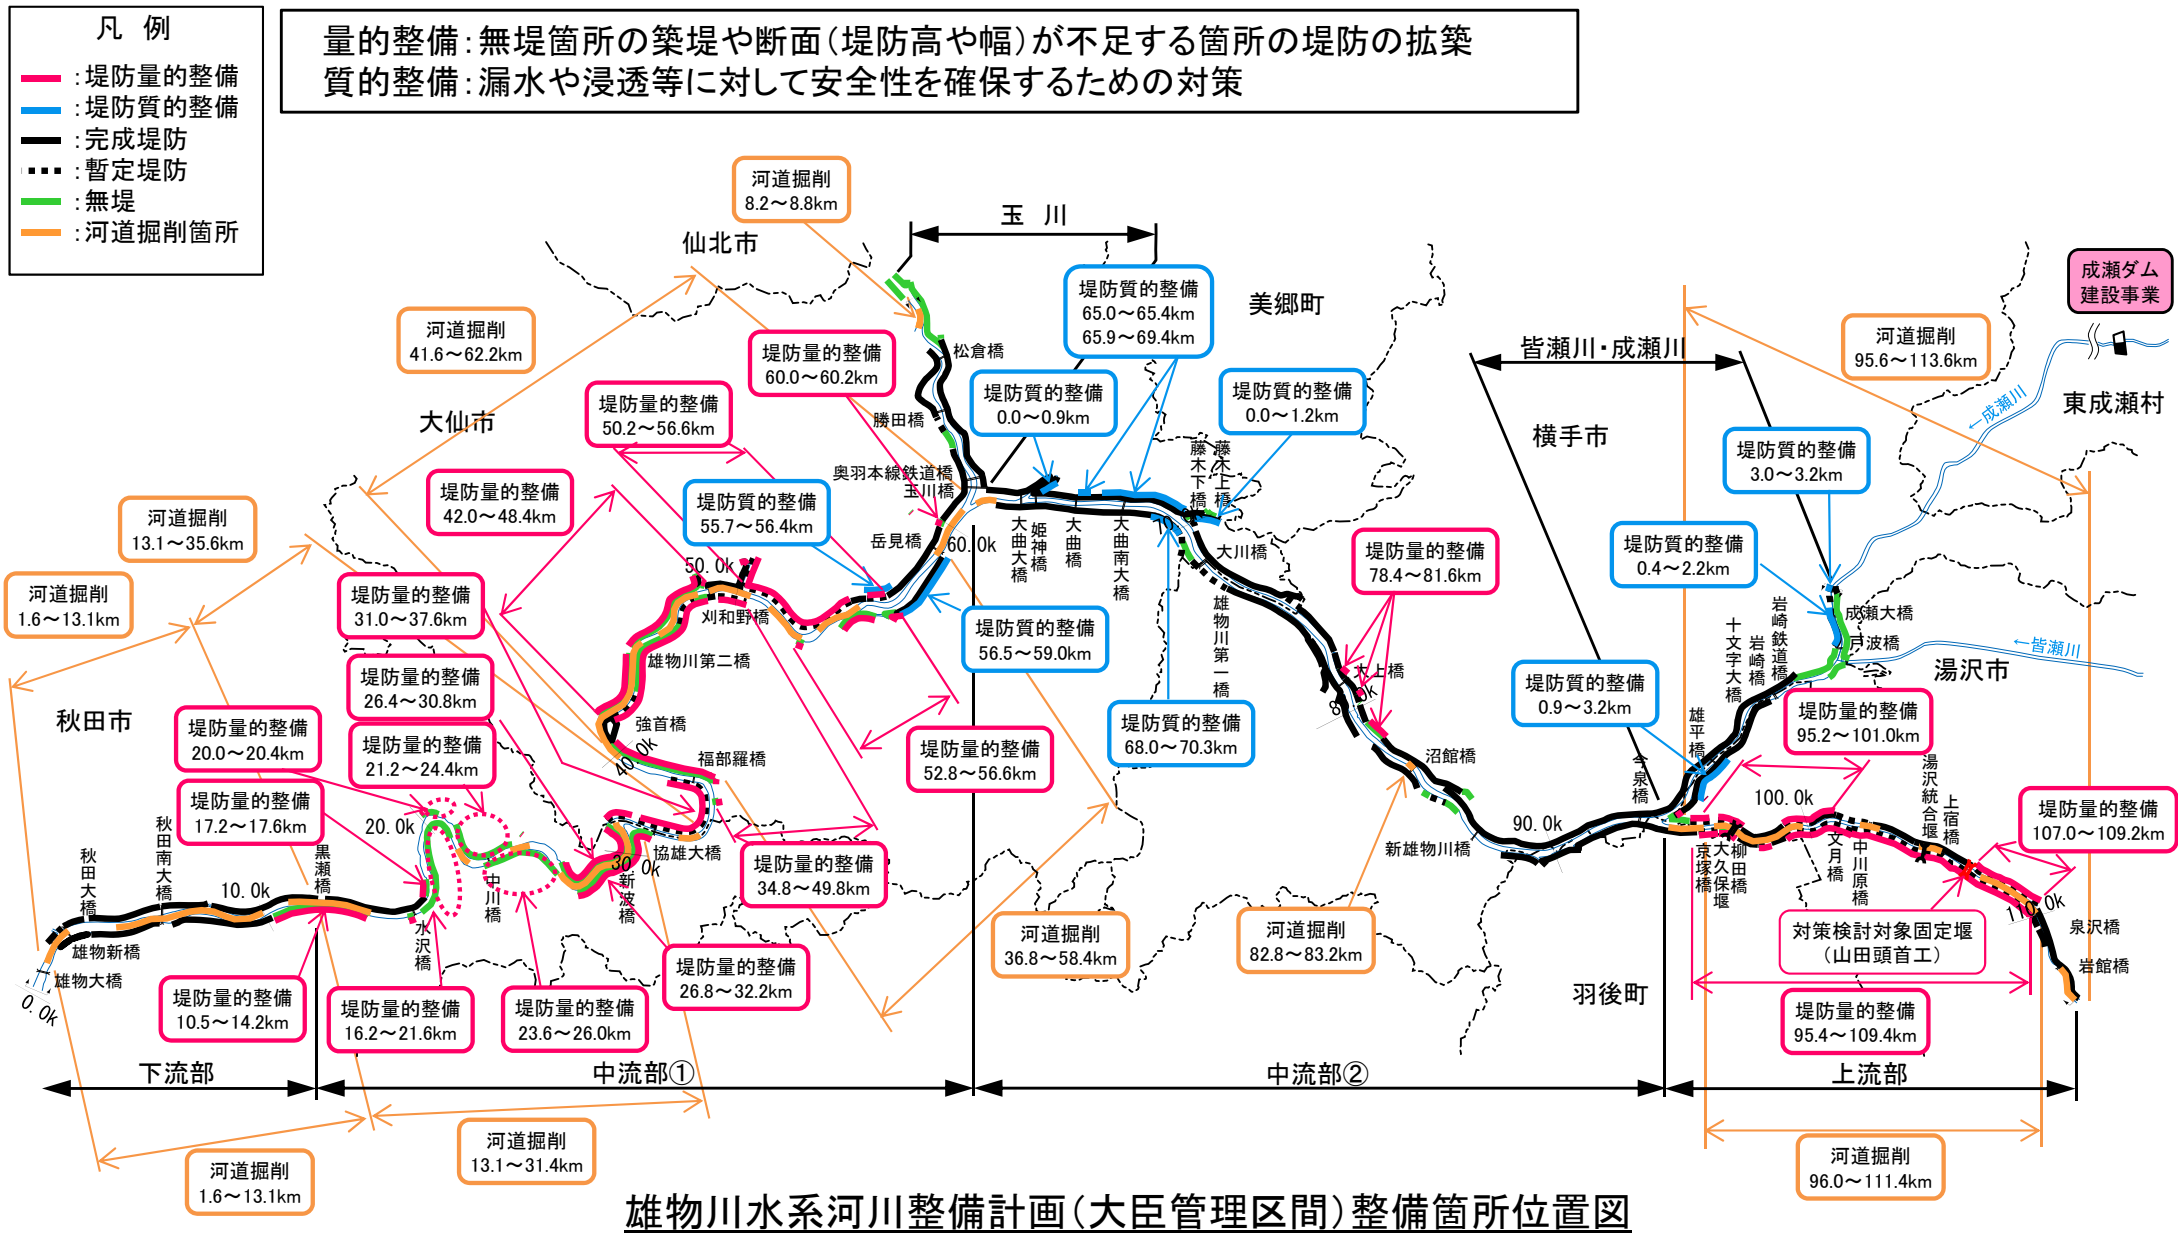 凡 例
:堤防量的整備
:堤防質的整備
:完成堤防
:暫定堤防
:無堤
:河道掘削箇所
量的整備:無堤箇所の築堤や断面(堤防高や幅)が不足する箇所の堤防の拡築
質的整備:漏水や浸透等に対して安全性を確保するための対策
河道掘削
8.2～8.8km
玉 川
仙北市
堤防質的整備
65.0～65.4km
65.9～69.4km
美郷町
成瀬ダム
建設事業
河道掘削
41.6～62.2km
堤防量的整備
60.0～60.2km
松倉橋
皆瀬川・成瀬川
河道掘削
95.6～113.6km
堤防量的整備
50.2～56.6km
堤防質的整備
0.0～0.9km
堤防質的整備
0.0～1.2km
←成瀬川
東成瀬村
大仙市
勝田橋
横手市
藤木下橋
藤木上橋
堤防質的整備
3.0～3.2km
堤防量的整備
42.0～48.4km
奥羽本線鉄道橋
玉川橋
堤防質的整備
55.7～56.4km
河道掘削
13.1～35.6km
岳見橋
60.0k
大曲大橋
姫神橋
大曲橋
大曲南大橋
70.0k
大川橋
堤防量的整備
78.4～81.6km
堤防質的整備
0.4～2.2km
50.0k
河道掘削
1.6～13.1km
堤防量的整備
31.0～37.6km
刈和野橋
堤防質的整備
56.5～59.0km
雄物川第一橋
岩崎鉄道橋
岩崎橋
十文字大橋
成瀬大橋
戸波橋
←皆瀬川
湯沢市
雄物川第二橋
堤防量的整備
26.4～30.8km
大上橋
80.0k
堤防質的整備
0.9～3.2km
秋田市
堤防量的整備
20.0～20.4km
堤防量的整備
21.2～24.4km
強首橋
40.0k
福部羅橋
堤防量的整備
52.8～56.6km
堤防質的整備
68.0～70.3km
沼館橋
今泉橋
雄平橋
堤防量的整備
95.2～101.0km
堤防量的整備
17.2～17.6km
20.0k
100.0k
湯沢統合堰
上宿橋
堤防量的整備
107.0～109.2km
秋田大橋
秋田南大橋
黒瀬橋
10.0k
水沢橋
中川橋
30.0k
新波橋
協雄大橋
堤防量的整備
34.8～49.8km
新雄物川橋
90.0k
京塚橋
大久保堰
柳田橋
文月橋
中川原橋
110.0k
泉沢橋
岩館橋
雄物新橋
雄物大橋
0.0k
堤防量的整備
10.5～14.2km
堤防量的整備
16.2～21.6km
堤防量的整備
23.6～26.0km
堤防量的整備
26.8～32.2km
河道掘削
36.8～58.4km
河道掘削
82.8～83.2km
対策検討対象固定堰
(山田頭首工)
羽後町
堤防量的整備
95.4～109.4km
下流部
中流部①
中流部②
上流部
河道掘削
1.6～13.1km
河道掘削
13.1～31.4km
河道掘削
96.0～111.4km
雄物川水系河川整備計画(大臣管理区間)整備箇所位置図